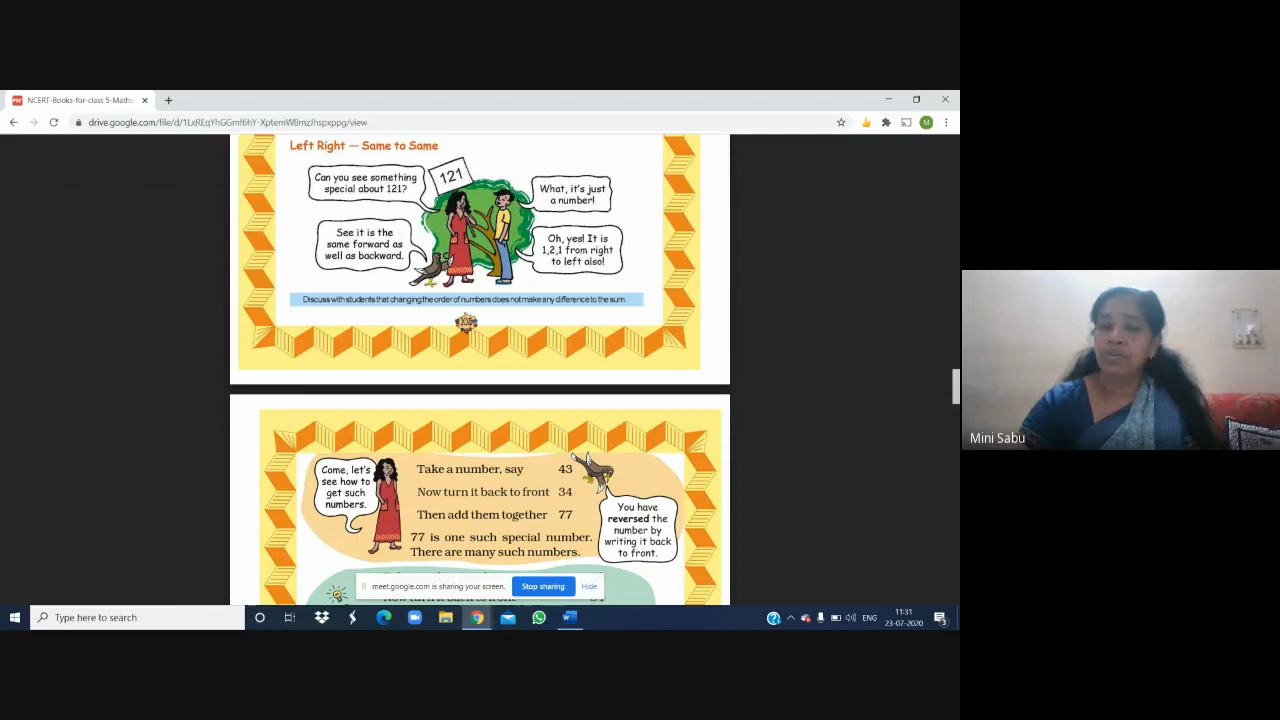 NCERT-Books-for-class 5-Maths
drive.google.com/file/d/1LxREqYhGGmf6hY-XptemW8mzJhspxppg/view
M
Left Right — Same to Same
Can you see something
special about 121?
121
What, it's just
a number!
See it is the
same forward as
well as backward.
Oh, yes! It is
1,2,1 from right
to left also!
Discuss with students that changing the order of numbers does not make any difference to the sum.
105
Come, let's
see how to
get such
numbers.
Take a number, say 43
Now turn it back to front 34
Then add them together 77
77 is one such special number.
There are many such numbers.
You have
reversed the
number by
writing it back
to front.
meet.google.com is sharing your screen.
Stop sharing
Hide
Mini Sabu
Type here to search
ENG
11:31
23-07-2020
3